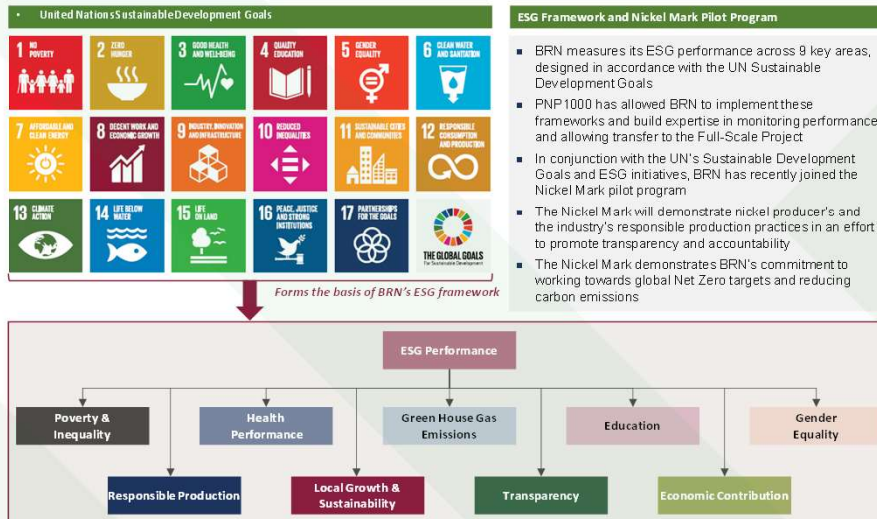 • United Nations Sustainable Development Goals
1 NO
POVERTY
2 ZERO
HUNGER
3 GOOD HEALTH
AND WELL-BEING
4 QUALITY
EDUCATION
5 GENDER
EQUALITY
6 CLEAN WATER
AND SANITATION
7 AFFORDABLE AND
CLEAN ENERGY
8 DECENT WORK AND
ECONOMIC GROWTH
9 INDUSTRY, INNOVATION
AND INFRASTRUCTURE
10 REDUCED
INEQUALITIES
11 SUSTAINABLE CITIES
AND COMMUNITIES
12 RESPONSIBLE
CONSUMPTION
AND PRODUCTION
13 CLIMATE
ACTION
14 LIFE BELOW
WATER
15 LIFE
ON LAND
16 PEACE, JUSTICE
AND STRONG
INSTITUTIONS
17 PARTNERSHIPS
FOR THE GOALS
THE GLOBAL GOALS
For Sustainable Development
ESG Framework and Nickel Mark Pilot Program
▪ BRN measures its ESG performance across 9 key areas,
designed in accordance with the UN Sustainable
Development Goals
▪ PNP1000 has allowed BRN to implement these
frameworks and build expertise in monitoring performance
and allowing transfer to the Full-Scale Project
▪ In conjunction with the UN's Sustainable Development
Goals and ESG initiatives, BRN has recently joined the
Nickel Mark pilot program
▪ The Nickel Mark will demonstrate nickel producer's and
the industry's responsible production practices in an effort
to promote transparency and accountability
▪ The Nickel Mark demonstrates BRN's commitment to
working towards global Net Zero targets and reducing
carbon emissions
Forms the basis of BRN's ESG framework
ESG Performance
Poverty &
Inequality
Health
Performance
Green House Gas
Emissions
Education
Gender
Equality
Responsible Production
Local Growth &
Sustainability
Transparency
Economic Contribution